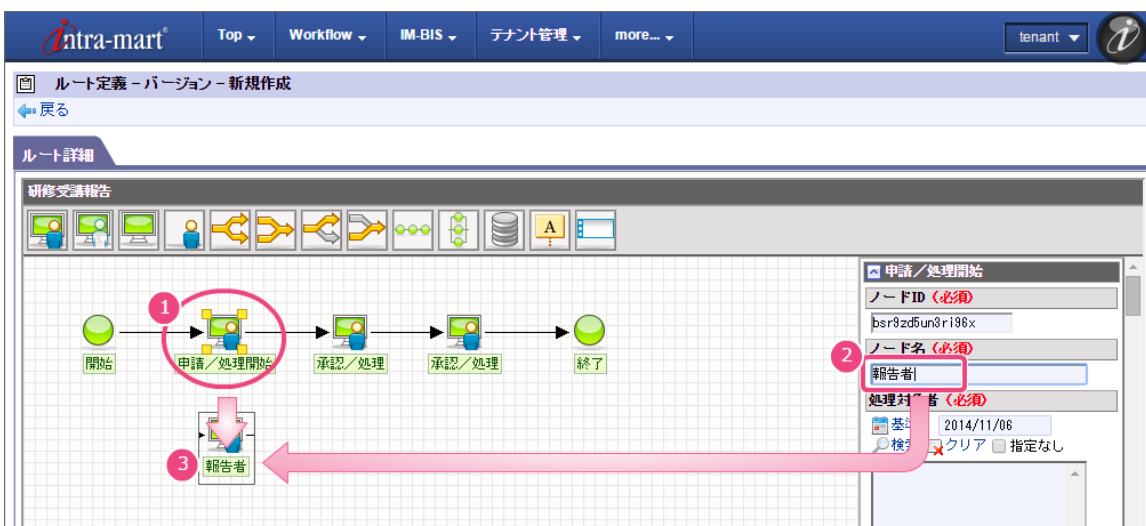 intra-mart® Top Workflow IM-BIS テナント管理 more... tenant
ルート定義 – バージョン – 新規作成
戻る
ルート詳細
研修受講報告
A
申請／処理開始
ノードID（必須）
bsr9zd5un3ri96x
ノード名（必須）
報告者
処理対象者（必須）
2014/11/06
クリア 指定なし
1
2
3
開始 申請／処理開始 承認／処理 承認／処理 終了
報告者